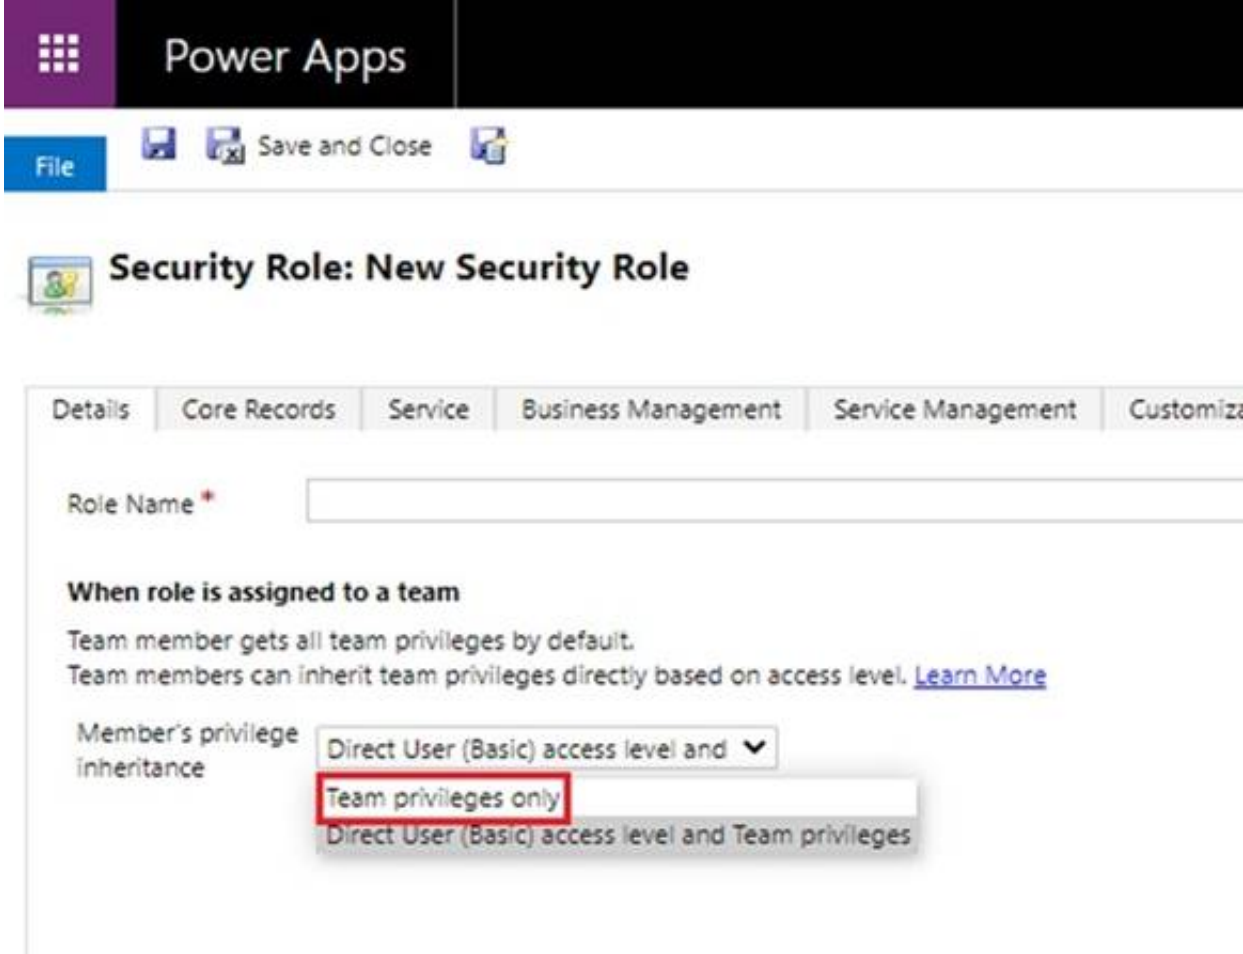 Power Apps
File
Save and Close
Security Role: New Security Role
Details Core Records Service Business Management Service Management Customiza
Role Name *
When role is assigned to a team
Team member gets all team privileges by default.
Team members can inherit team privileges directly based on access level. Learn More
Member's privilege
inheritance
Direct User (Basic) access level and
Team privileges only
Direct User (Basic) access level and Team privileges